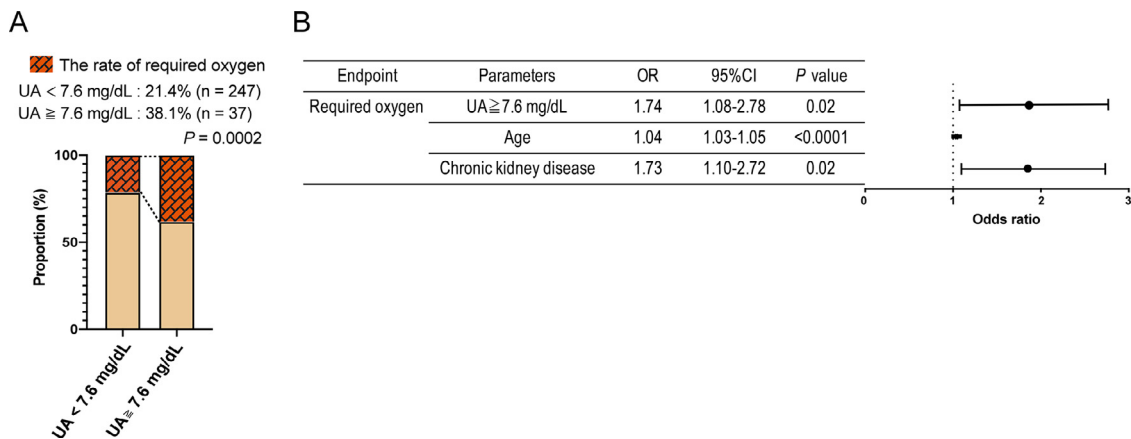 A
The rate of required oxygen
UA < 7.6 mg/dL : 21.4% (n = 247)
UA ≧ 7.6 mg/dL : 38.1% (n = 37)
P = 0.0002
100
50
0
Proportion (%)
UA < 7.6 mg/dL
UA≧ 7.6 mg/dL
B
Endpoint Parameters OR 95%CI P value
Required oxygen UA≧7.6 mg/dL 1.74 1.08-2.78 0.02
Age 1.04 1.03-1.05 <0.0001
Chronic kidney disease 1.73 1.10-2.72 0.02
0 1 2 3
Odds ratio